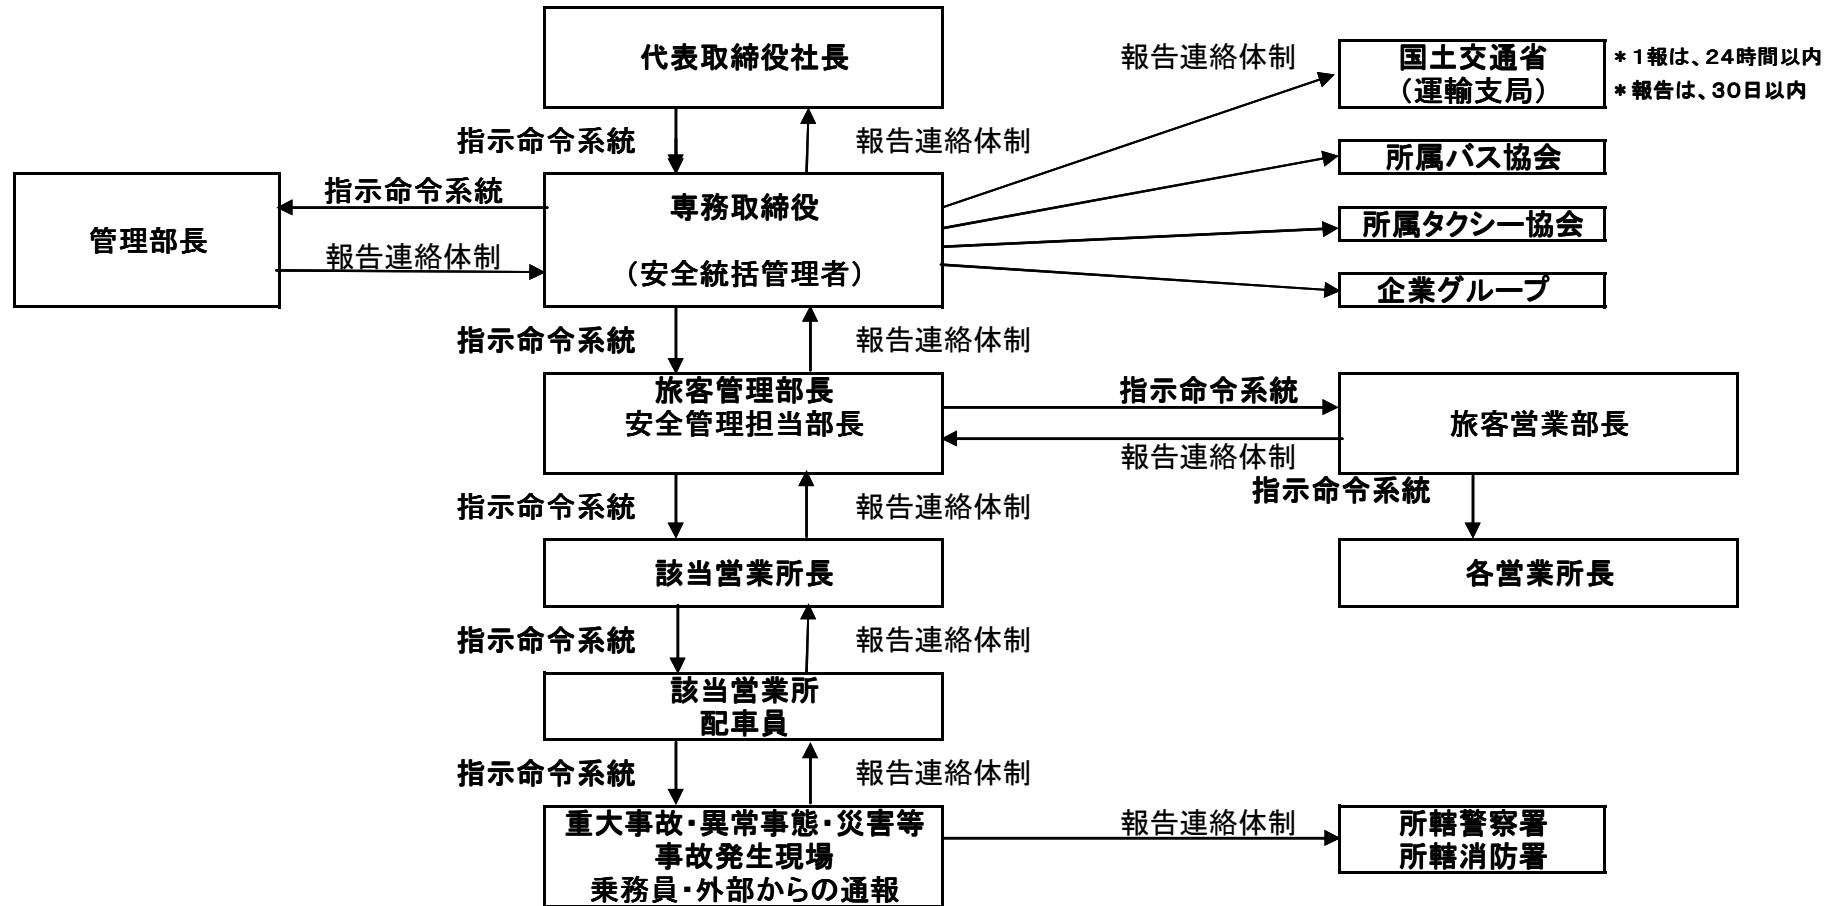 代表取締役社長
報告連絡体制
国土交通省
(運輸支局)
*1報は、24時間以内
*報告は、30日以内
指示命令系統
報告連絡体制
所属バス協会
管理部長
指示命令系統
報告連絡体制
専務取締役
(安全統括管理者)
所属タクシー協会
企業グループ
指示命令系統
報告連絡体制
旅客管理部長
安全管理担当部長
指示命令系統
報告連絡体制
旅客営業部長
指示命令系統
指示命令系統
報告連絡体制
該当営業所長
各営業所長
指示命令系統
報告連絡体制
該当営業所
配車員
指示命令系統
報告連絡体制
重大事故・異常事態・災害等
事故発生現場
乗務員・外部からの通報
報告連絡体制
所轄警察署
所轄消防署